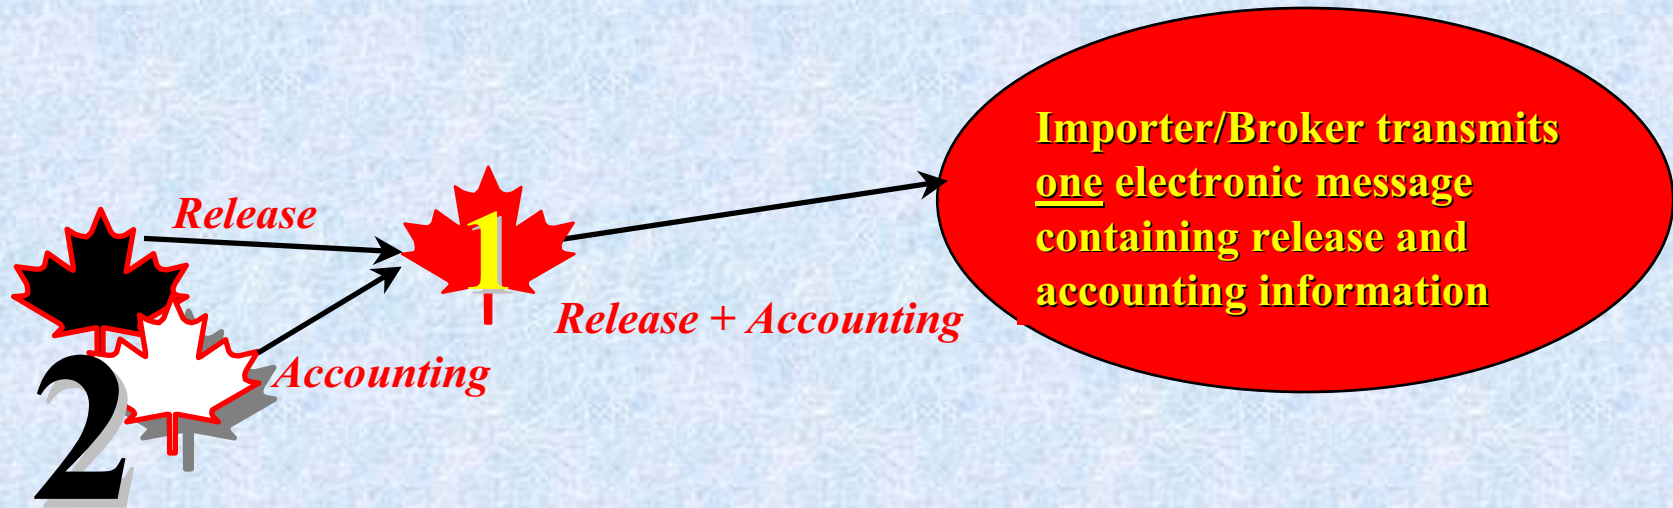 Release
1
Release + Accounting
Accounting
2
Importer/Broker transmits
one electronic message
containing release and
accounting information